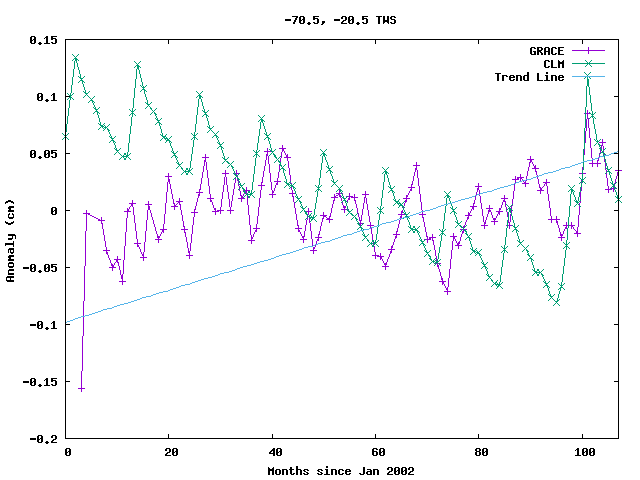 -70.5, -20.5 TWS
GRACE
CLM
Trend Line
0.15
0.1
0.05
0
-0.05
-0.1
-0.15
-0.2
Anomaly (cm)
0 20 40 60 80 100
Months since Jan 2002